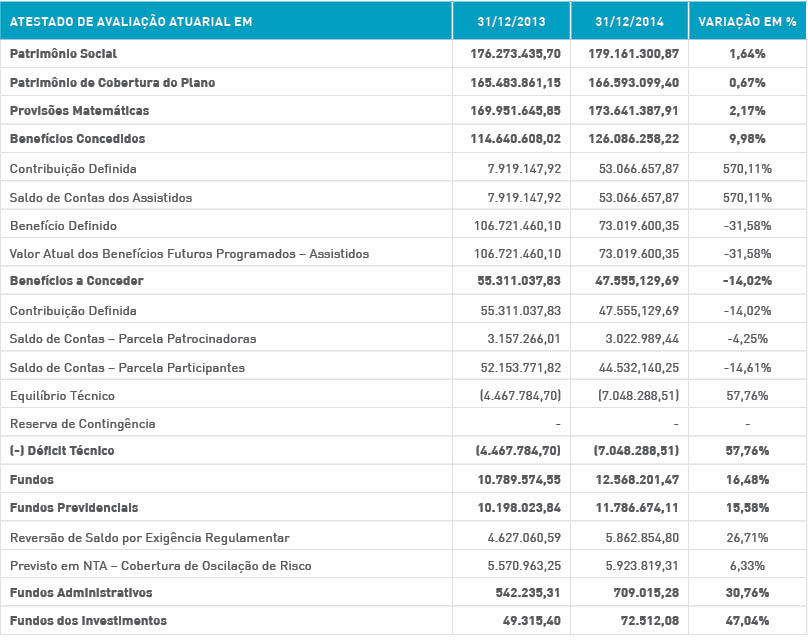 ATESTADO DE AVALIAÇÃO ATUARIAL EM 31/12/2013 31/12/2014 VARIAÇÃO EM %
Patrimônio Social 176.273.435,70 179.161.300,87 1,64%
Patrimônio de Cobertura do Plano 165.483.861,15 166.593.099,40 0,67%
Provisões Matemáticas 169.951.645,85 173.641.387,91 2,17%
Benefícios Concedidos 114.640.608,02 126.086.258,22 9,98%
Contribuição Definida 7.919.147,92 53.066.657,87 570,11%
Saldo de Contas dos Assistidos 7.919.147,92 53.066.657,87 570,11%
Benefício Definido 106.721.460,10 73.019.600,35 -31,58%
Valor Atual dos Benefícios Futuros Programados – Assistidos 106.721.460,10 73.019.600,35 -31,58%
Benefícios a Conceder 55.311.037,83 47.555,129,69 -14,02%
Contribuição Definida 55.311.037,83 47.555,129,69 -14,02%
Saldo de Contas – Parcela Patrocinadoras 3.157.266,01 3.022.989,44 -4,25%
Saldo de Contas – Parcela Participantes 52.153.771,82 44.532,140,25 -14,61%
Equilíbrio Técnico (4.467.784,70) (7.048.288,51) 57,76%
Reserva de Contingência - - -
(-) Déficit Técnico (4.467.784,70) (7.048.288,51) 57,76%
Fundos 10.789.574,55 12.568.201,47 16,48%
Fundos Previdenciais 10.198.023,84 11.786.674,11 15,58%
Reversão de Saldo por Exigência Regulamentar 4.627.060,59 5.862.854,80 26,71%
Previsto em NTA – Cobertura de Oscilação de Risco 5.570.963,25 5.923.819,31 6,33%
Fundos Administrativos 542.235,31 709.015,28 30,76%
Fundos dos Investimentos 49.315,40 72.512,08 47,04%